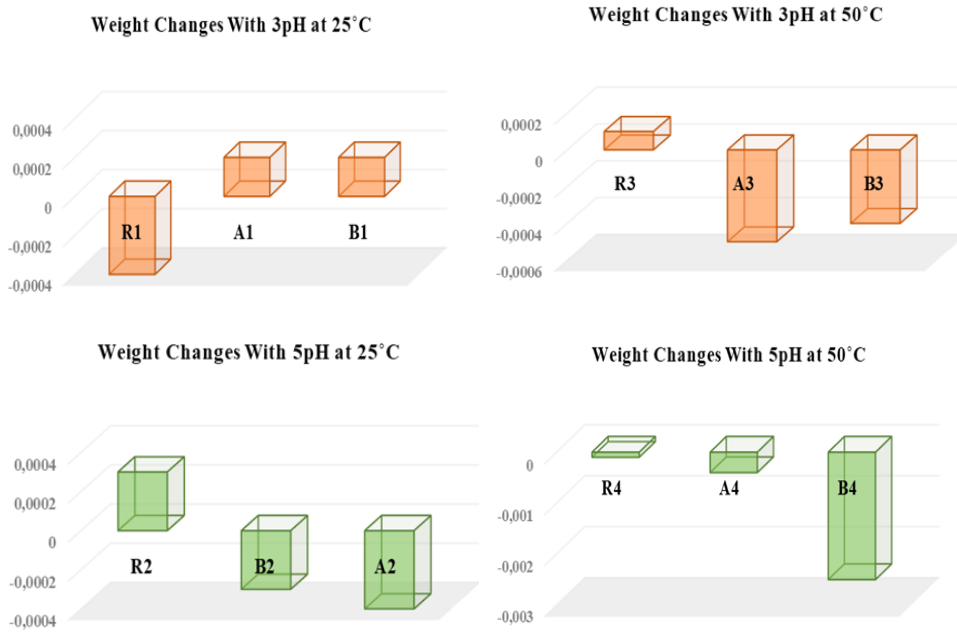 Weight Changes With 3pH at 25˚C
0,0004
0,0002
0
-0,0002
-0,0004
R1
A1
B1
Weight Changes With 3pH at 50˚C
0,0002
0
-0,0002
-0,0004
-0,0006
R3
A3
B3
Weight Changes With 5pH at 25˚C
0,0004
0,0002
0
-0,0002
-0,0004
R2
B2
A2
Weight Changes With 5pH at 50˚C
0
-0,001
-0,002
-0,003
R4
A4
B4